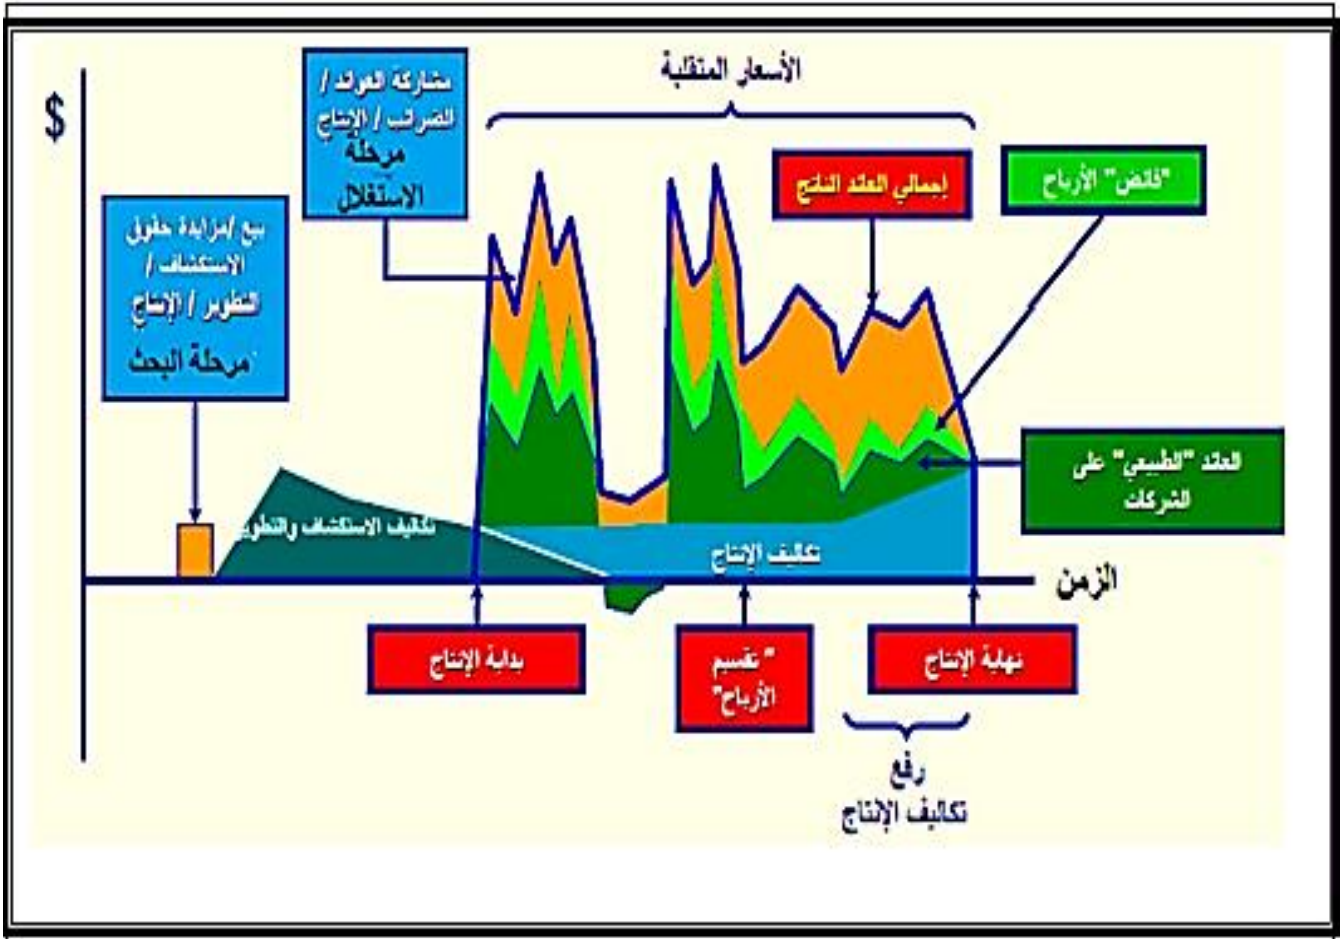 الأسعار المتقلبة
$
مشاركة العوائد /
الضرائب / الإنتاج
مرحلة
الاستغلال
إجمالي العائد الناتج
"فائض" الأرباح
بيع /مزايدة حقوق
الاستكشاف /
التطوير / الإنتاج
مرحلة البحث
العائد "الطبيعي" على
الشركات
تكاليف الاستكشاف والتطوير
تكاليف الإنتاج
الزمن
بداية الإنتاج
" تقسيم
الأرباح"
نهاية الإنتاج
رفع
تكاليف الإنتاج